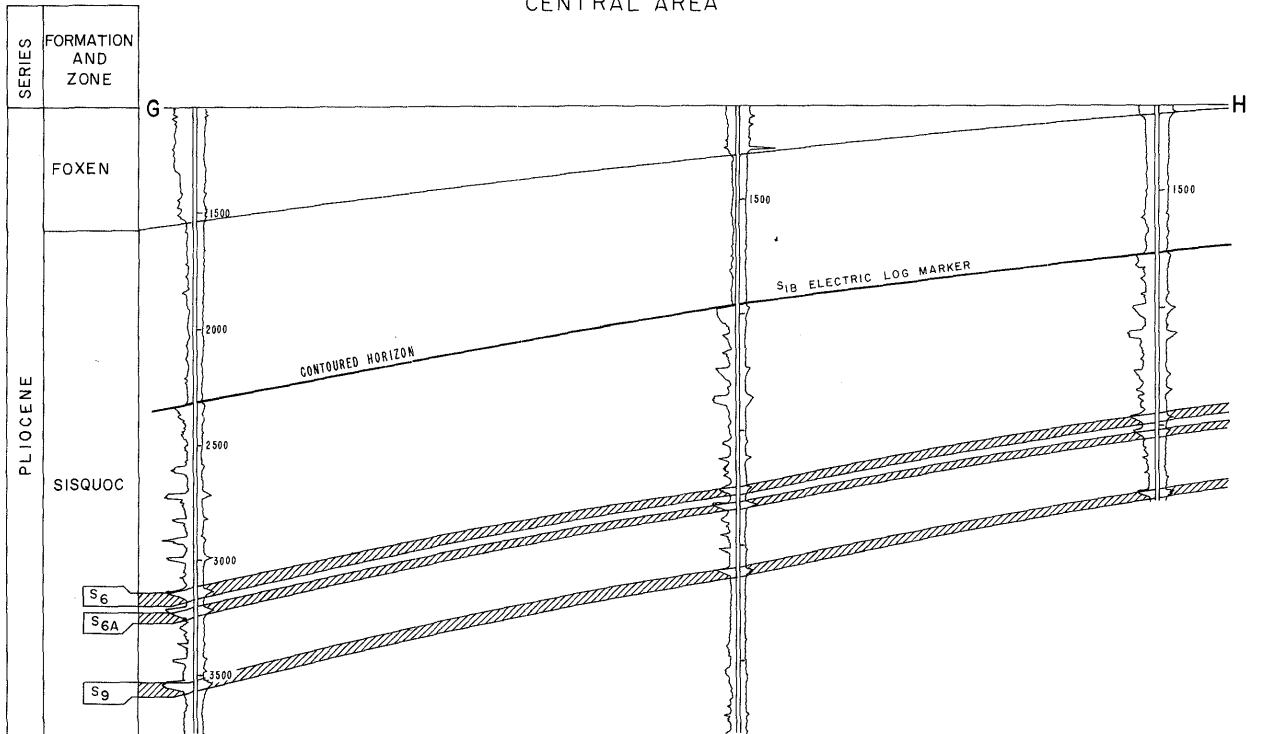 CENTRAL AREA
SERIES
FORMATION
AND
ZONE
G
H
FOXEN
1500
1500
1500
S1B ELECTRIC LOG MARKER
2000
CONTOURED HORIZON
PLIOCENE
2500
SISQUOC
3000
S6
S6A
3500
S9